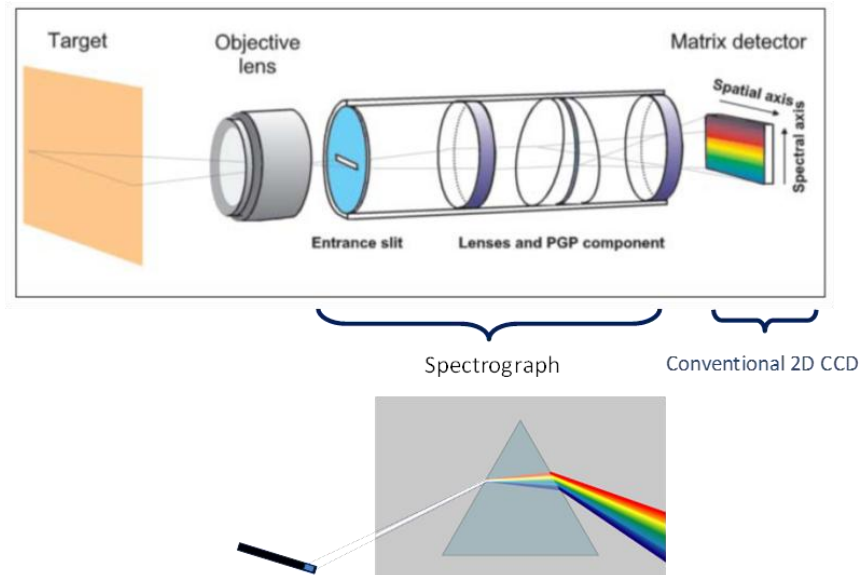 Target
Objective
lens
Matrix detector
Spatial axis
Spectral axis
Entrance slit
Lenses and PGP component
Spectrograph
Conventional 2D CCD